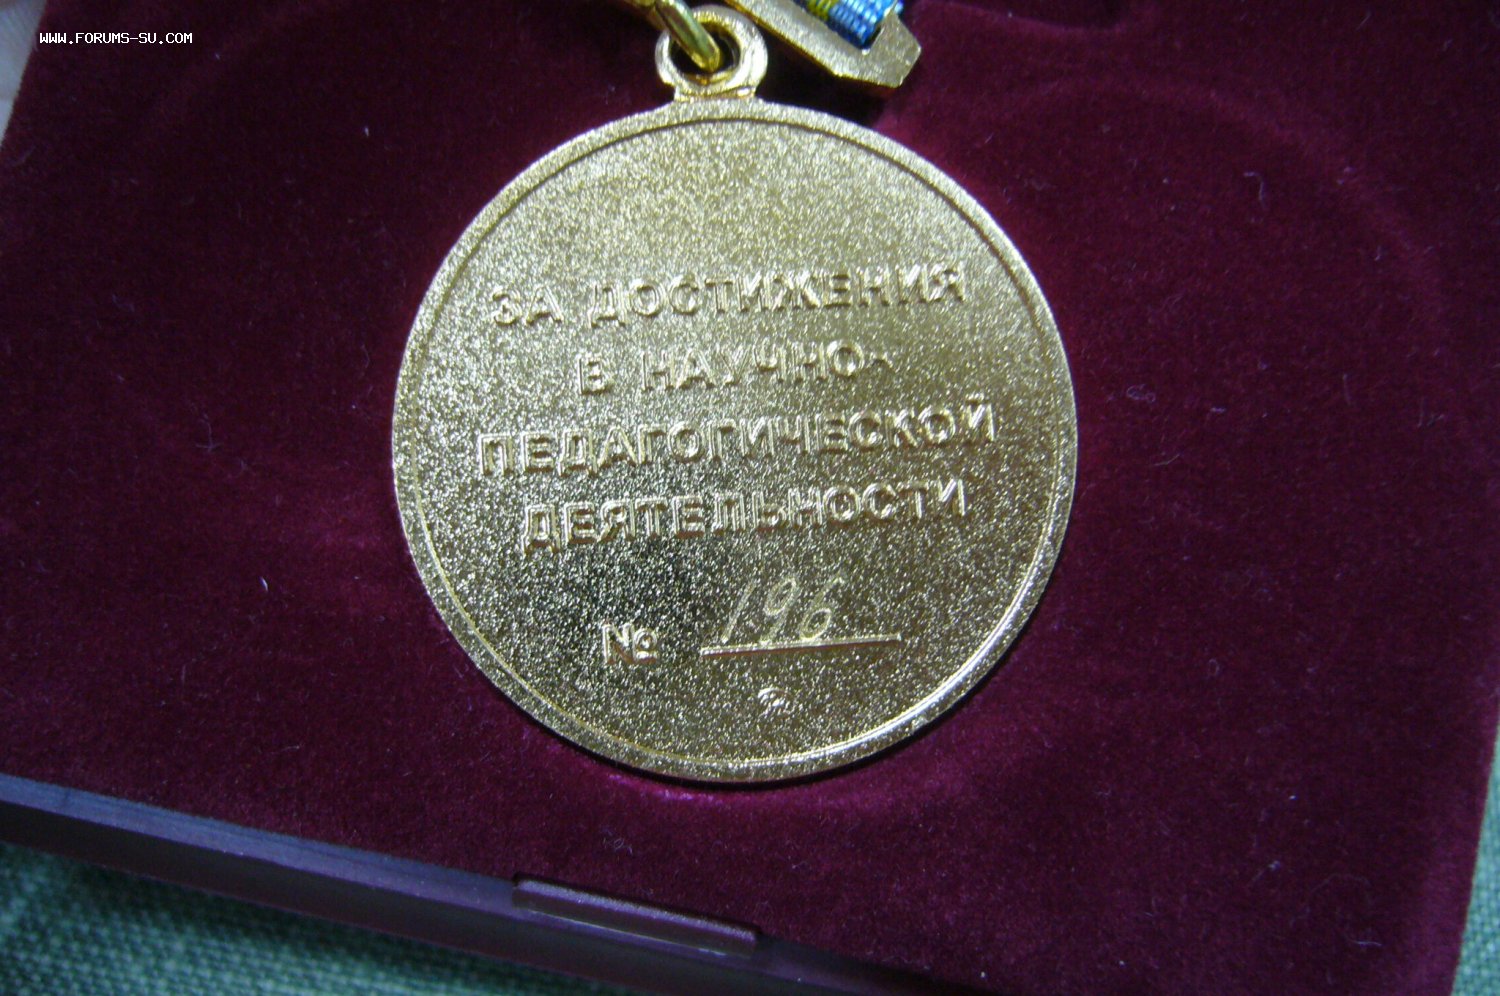 WWW.FORUMS-SU.COM
ЗА ДОСТИЖЕНИЯ
В НАУЧНО-
ПЕДАГОГИЧЕСКОЙ
ДЕЯТЕЛЬНОСТИ
№ 196